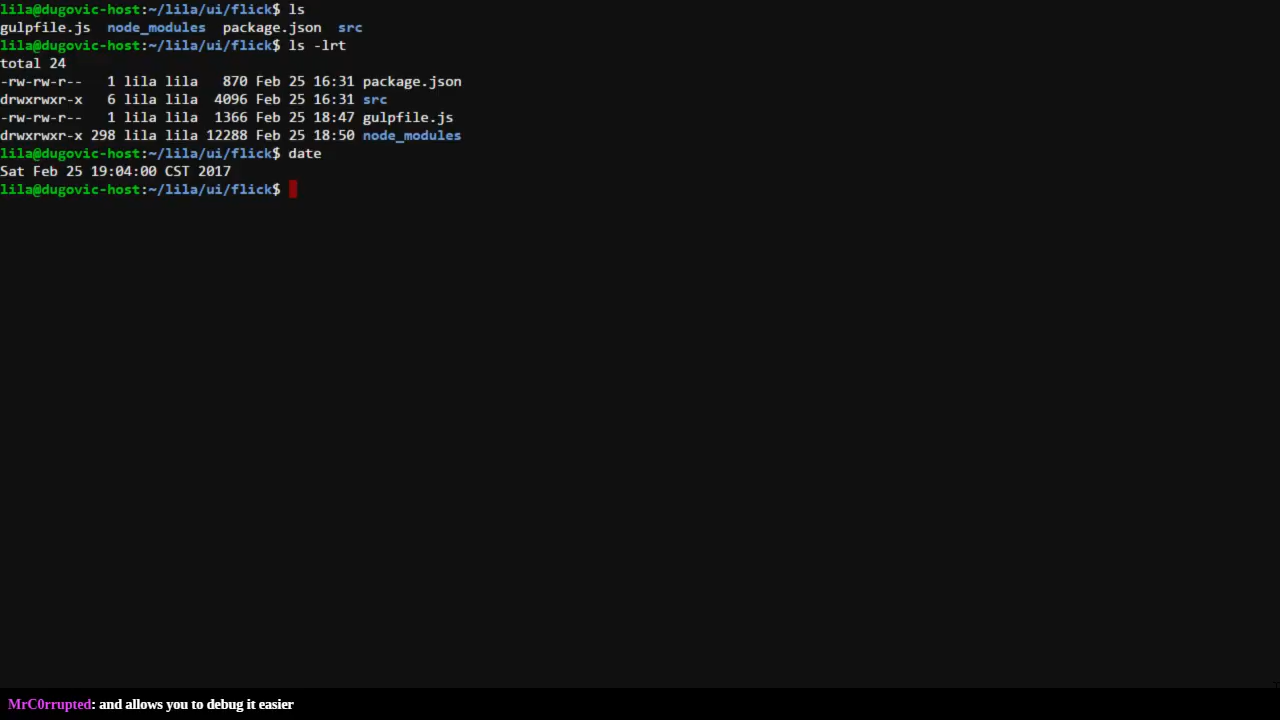 lila@dugovic-host:~/lila/ui/flick$ ls
gulpfile.js  node_modules  package.json  src
lila@dugovic-host:~/lila/ui/flick$ ls -lrt
total 24
-rw-rw-r--   1 lila lila   870 Feb 25 16:31 package.json
drwxrwxr-x   6 lila lila  4096 Feb 25 16:31 src
-rw-rw-r--   1 lila lila  1366 Feb 25 18:47 gulpfile.js
drwxrwxr-x 298 lila lila 12288 Feb 25 18:50 node_modules
lila@dugovic-host:~/lila/ui/flick$ date
Sat Feb 25 19:04:00 CST 2017
lila@dugovic-host:~/lila/ui/flick$
MrC0rrupted: and allows you to debug it easier